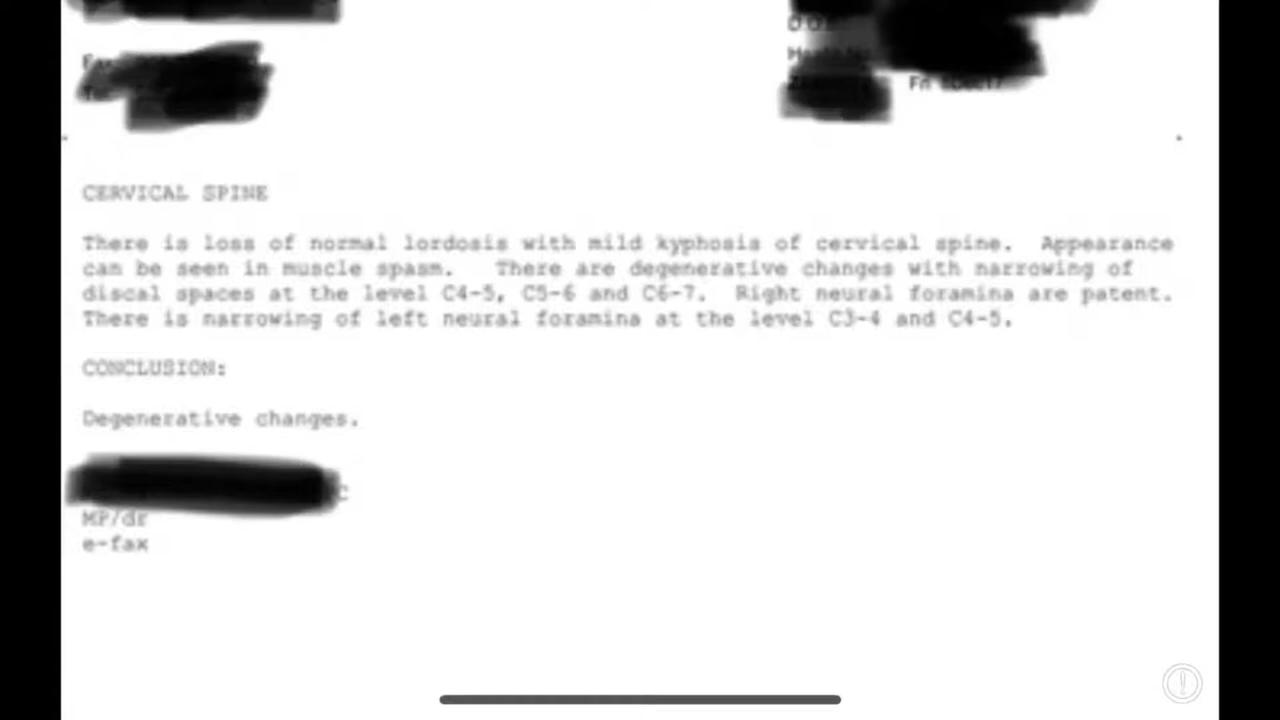 CERVICAL SPINE
There is loss of normal lordosis with mild kyphosis of cervical spine. Appearance
can be seen in muscle spasm. There are degenerative changes with narrowing of
discal spaces at the level C4-5, C5-6 and C6-7. Right neural foramina are patent.
There is narrowing of left neural foramina at the level C3-4 and C4-5.
CONCLUSION:
Degenerative changes.
MP/dr
e-fax